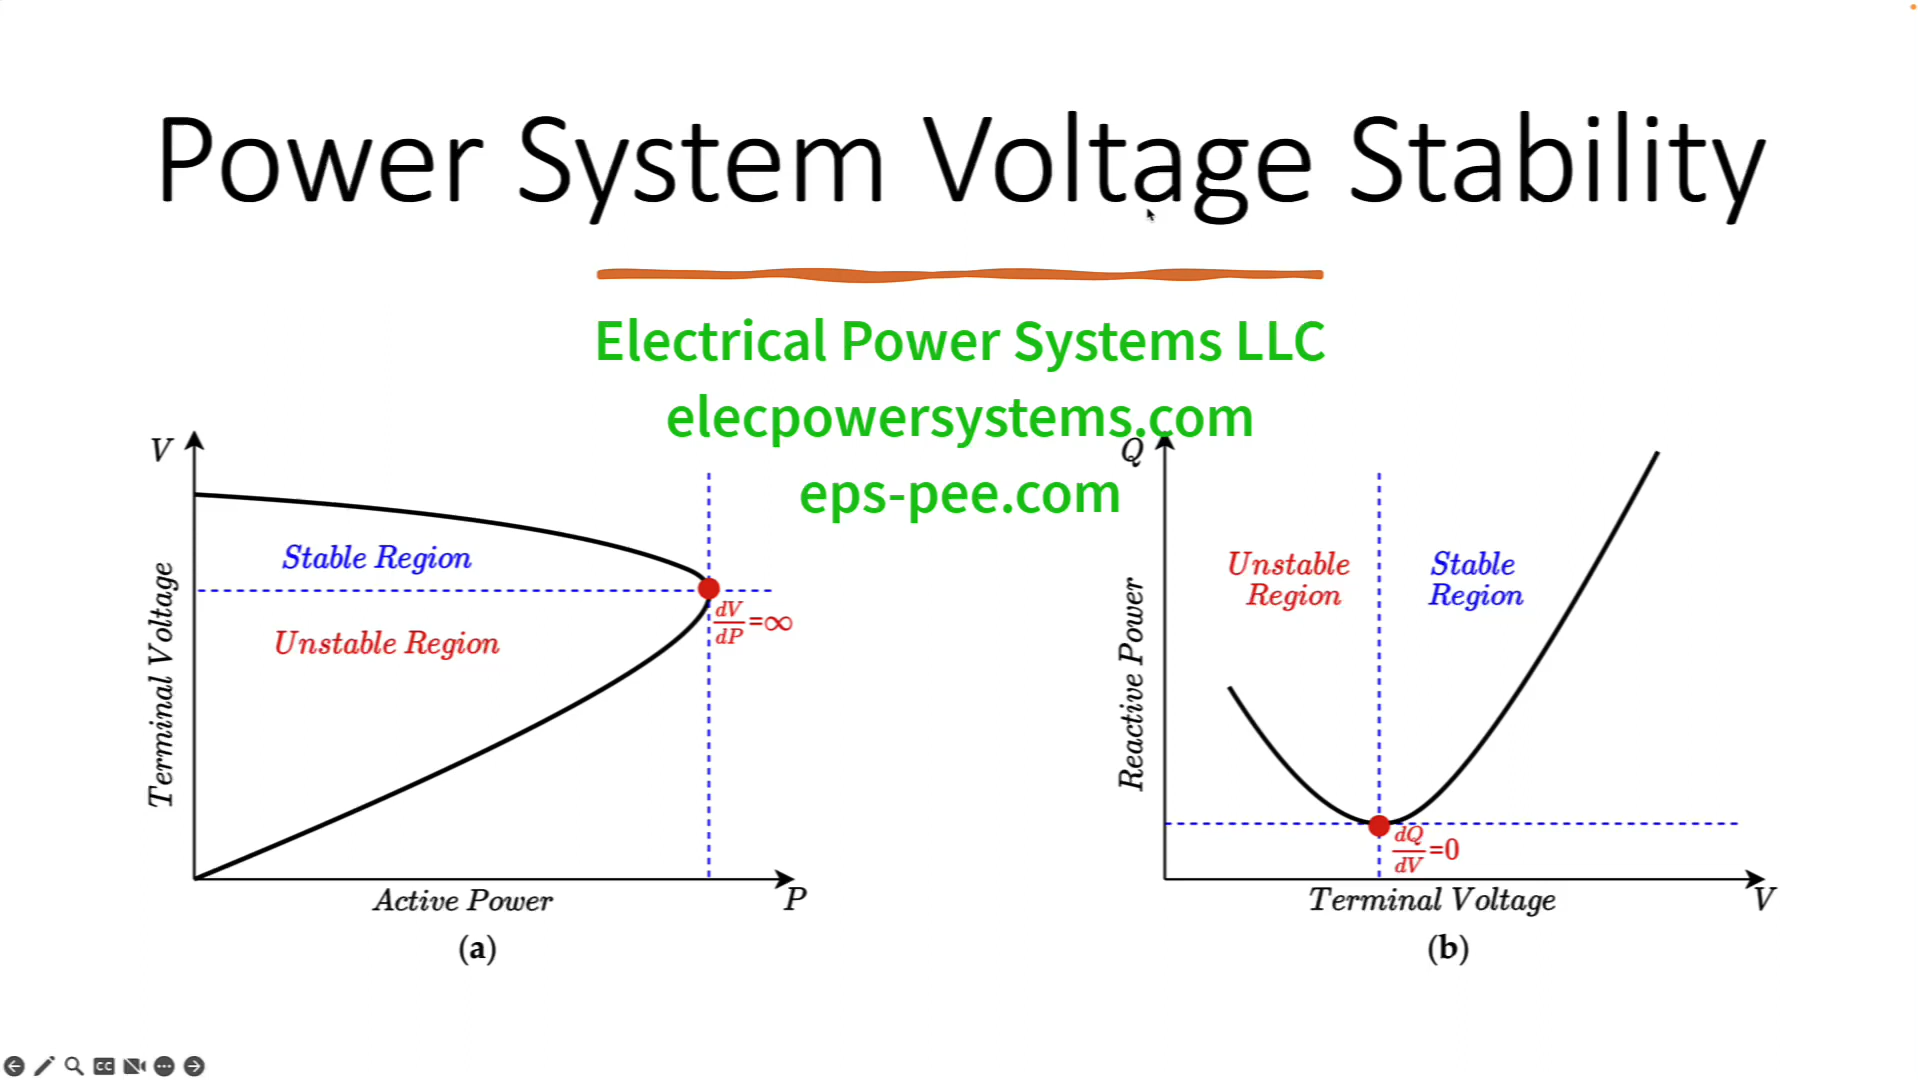 Power System Voltage Stability
Electrical Power Systems LLC
elecpowersystems.com
eps-pee.com
V
Terminal Voltage
Stable Region
Unstable Region
dV
dP
=∞
Active Power
P
(a)
Q
Reactive Power
Unstable
Region
Stable
Region
dQ
dV
=0
Terminal Voltage
V
(b)
CC